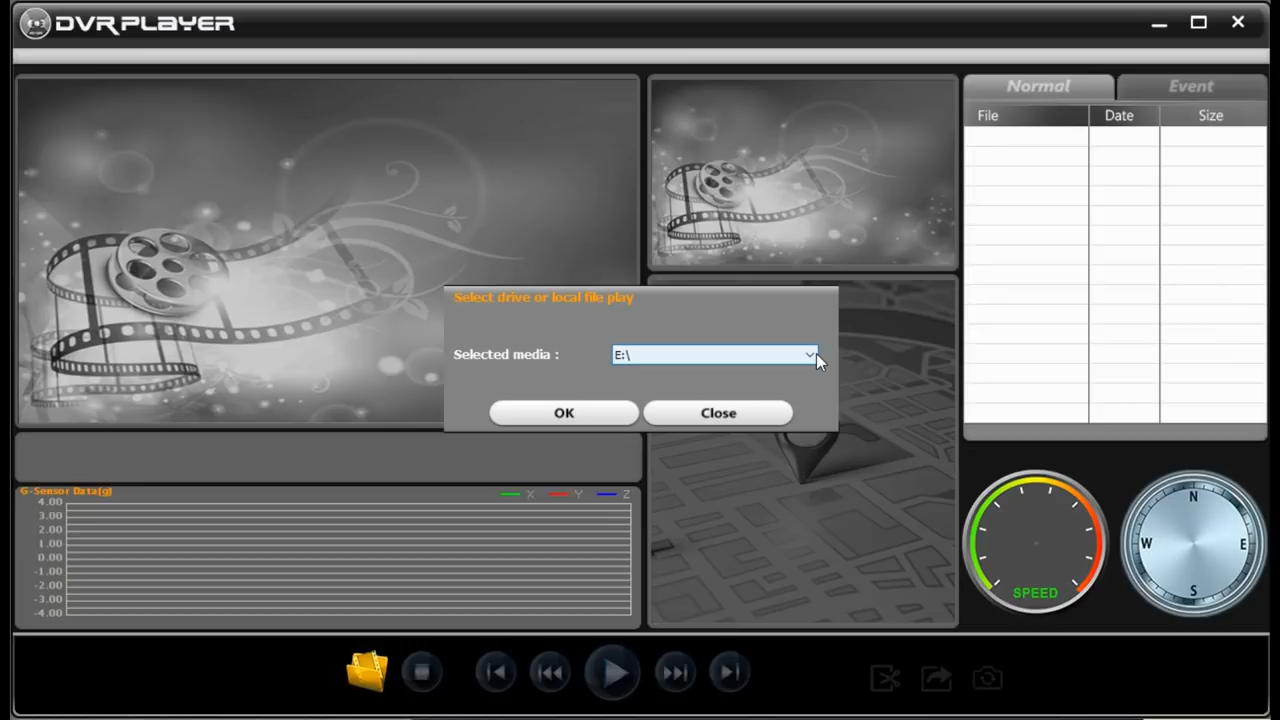 DVR PLAYER
Normal
Event
File
Date
Size
Select drive or local file play
Selected media :
E:\
OK
Close
G-Sensor Data(g)
X
Y
Z
4.00
3.00
2.00
1.00
0.00
-1.00
-2.00
-3.00
-4.00
SPEED
N
W
E
S